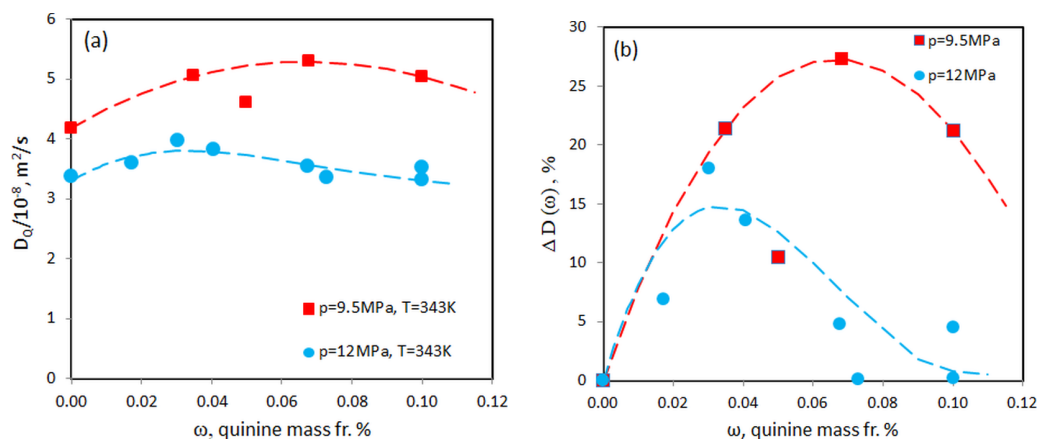 (a)
6
5
4
3
2
1
0
D_Q/10^-8, m^2/s
p=9.5MPa, T=343K
p=12MPa, T=343K
0.00 0.02 0.04 0.06 0.08 0.10 0.12
ω, quinine mass fr. %
(b)
30
25
20
15
10
5
0
Δ D (ω) , %
p=9.5MPa
p=12MPa
0.00 0.02 0.04 0.06 0.08 0.10 0.12
ω, quinine mass fr. %